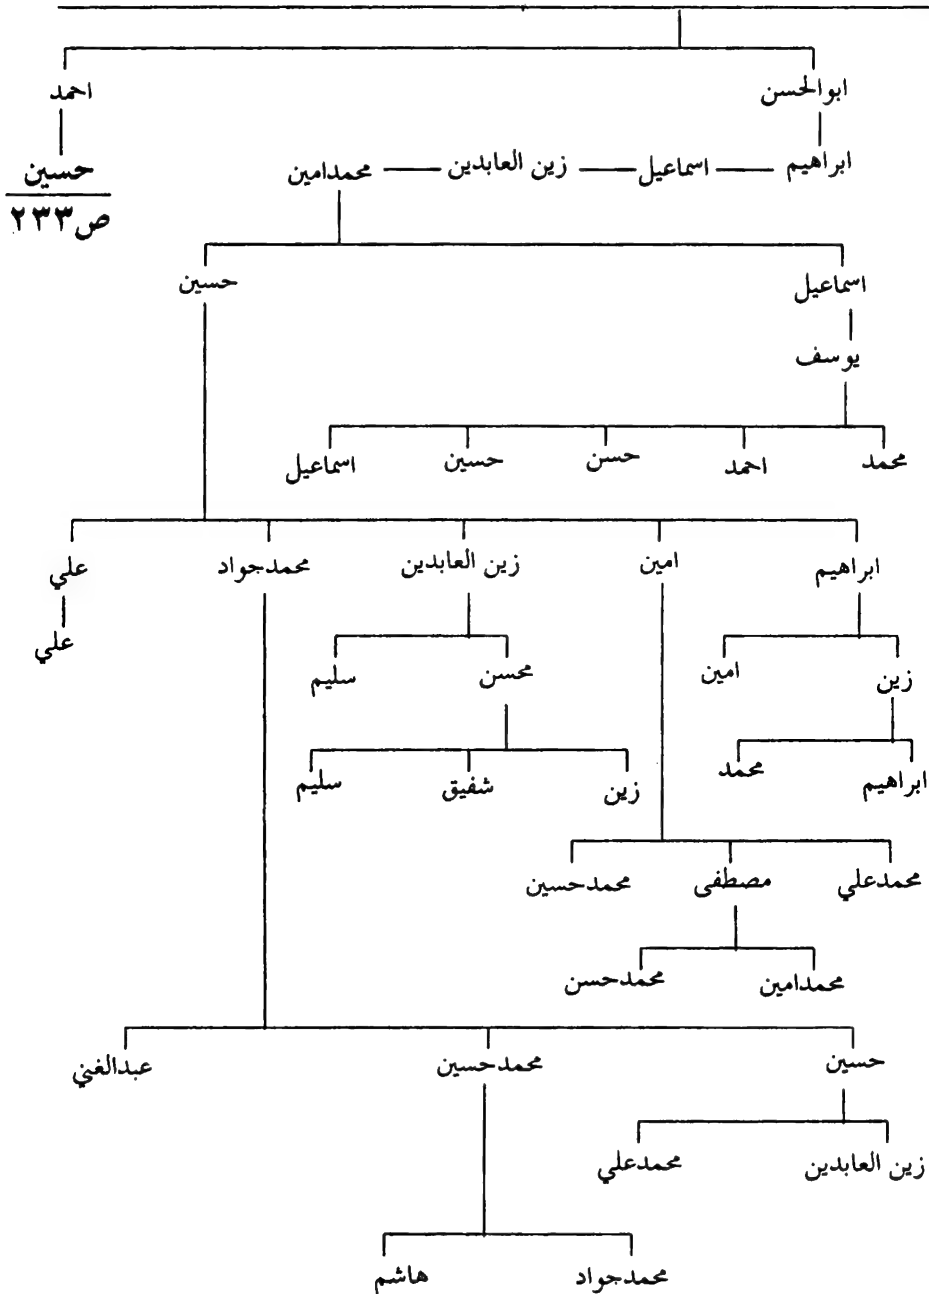 ابوالحسن احمد
ابراهيم اسماعيل زين العابدين محمدامين حسين
ص ٢٣٣
اسماعيل حسين
يوسف
محمد احمد حسن حسين اسماعيل
ابراهيم امين زين العابدين محمدجواد علي
زين امين محسن سليم علي
ابراهيم محمد زين شفيق سليم
محمدعلي مصطفى محمدحسين
محمدامين محمدحسن
حسين محمدحسين عبدالغني
زين العابدين محمدعلي
محمدجواد هاشم